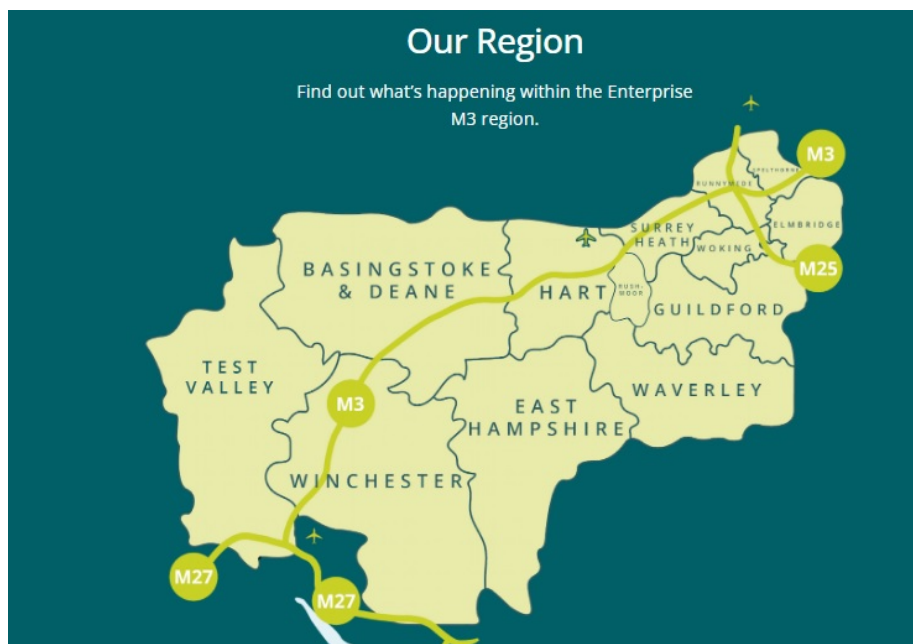 Our Region
Find out what's happening within the Enterprise
M3 region.
M3
SPELTHORNE
RUNNYMEDE
ELMBRIDGE
SURREY
HEATH
WOKING
M25
BASINGSTOKE
& DEANE
HART
RUSH-
MOOR
GUILDFORD
TEST
VALLEY
M3
WAVERLEY
EAST
HAMPSHIRE
WINCHESTER
M27
M27